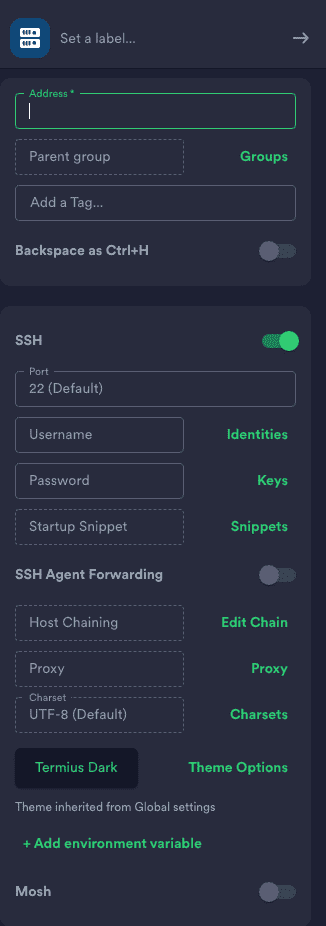 Set a label...
Address *
Parent group Groups
Add a Tag...
Backspace as Ctrl+H
SSH
Port
22 (Default)
Username Identities
Password Keys
Startup Snippet Snippets
SSH Agent Forwarding
Host Chaining Edit Chain
Proxy Proxy
Charset
UTF-8 (Default) Charsets
Termius Dark Theme Options
Theme inherited from Global settings
+ Add environment variable
Mosh